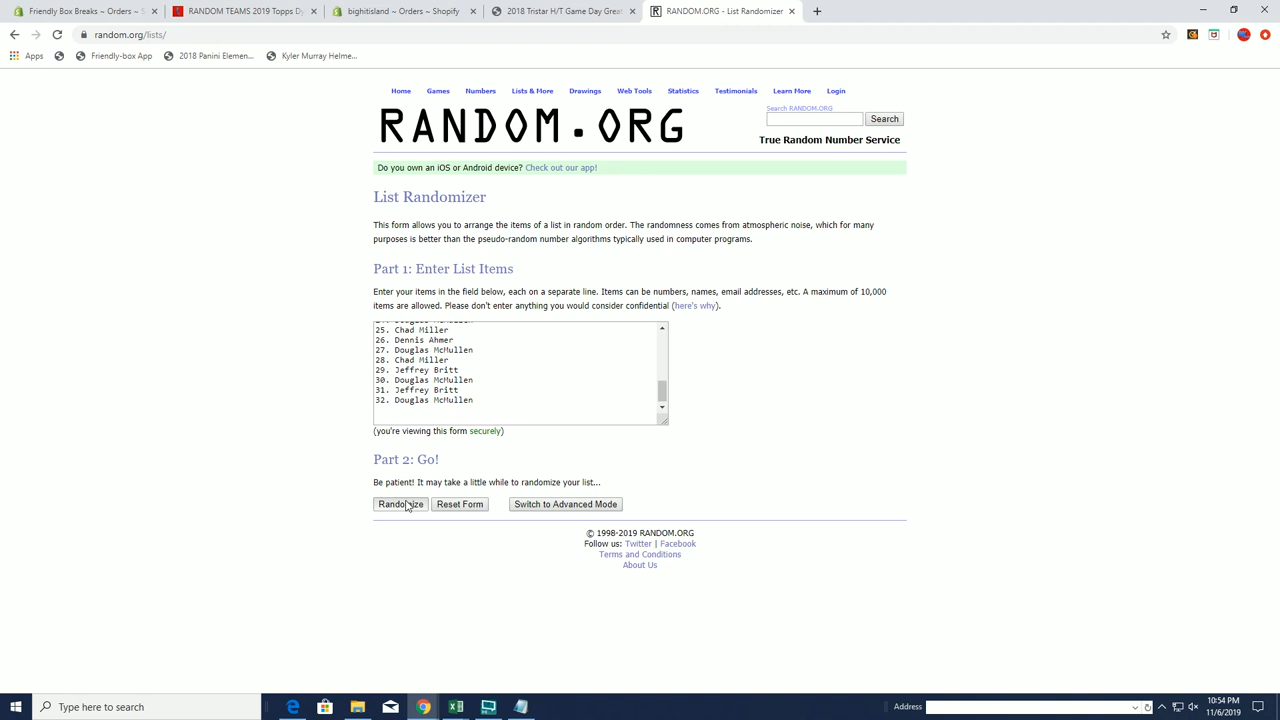 Friendly Box Breaks ~ Orders ~ S
RANDOM TEAMS 2019 Topps D
bighitisland ~ Orders ~ Shopify
2018 Tristar H/T Game Day Grea
RANDOM.ORG - List Randomizer
random.org/lists/
Apps
Friendly-box App
2018 Panini Elemen...
Kyler Murray Helme...
Home Games Numbers Lists & More Drawings Web Tools Statistics Testimonials Learn More Login
RANDOM.ORG
Search RANDOM.ORG
Search
True Random Number Service
Do you own an iOS or Android device? Check out our app!
List Randomizer
This form allows you to arrange the items of a list in random order. The randomness comes from atmospheric noise, which for many
purposes is better than the pseudo-random number algorithms typically used in computer programs.
Part 1: Enter List Items
Enter your items in the field below, each on a separate line. Items can be numbers, names, email addresses, etc. A maximum of 10,000
items are allowed. Please don't enter anything you would consider confidential (here's why).
25. Chad Miller
26. Dennis Ahmer
27. Douglas McMullen
28. Chad Miller
29. Jeffrey Britt
30. Douglas McMullen
31. Jeffrey Britt
32. Douglas McMullen
(you're viewing this form securely)
Part 2: Go!
Be patient! It may take a little while to randomize your list...
Randomize Reset Form Switch to Advanced Mode
© 1998-2019 RANDOM.ORG
Follow us: Twitter | Facebook
Terms and Conditions
About Us
Type here to search
Address
10:54 PM
11/6/2019